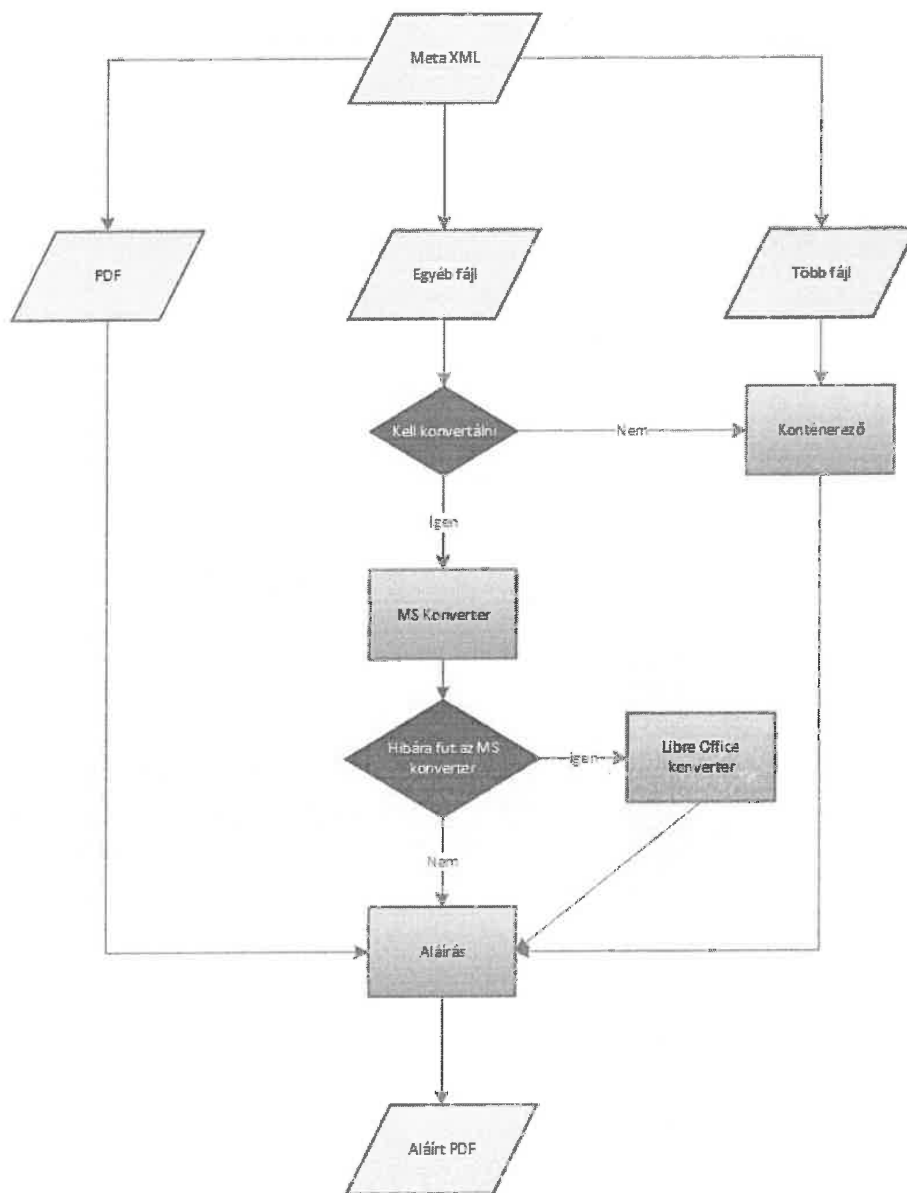 Meta XML
PDF
Egyéb fájl
Több fájl
Kell konvertálni
Nem
Konténerező
Igen
MS Konverter
Hibára fut az MS
konverter
Igen
Libre Office
konverter
Nem
Aláírás
Aláírt PDF